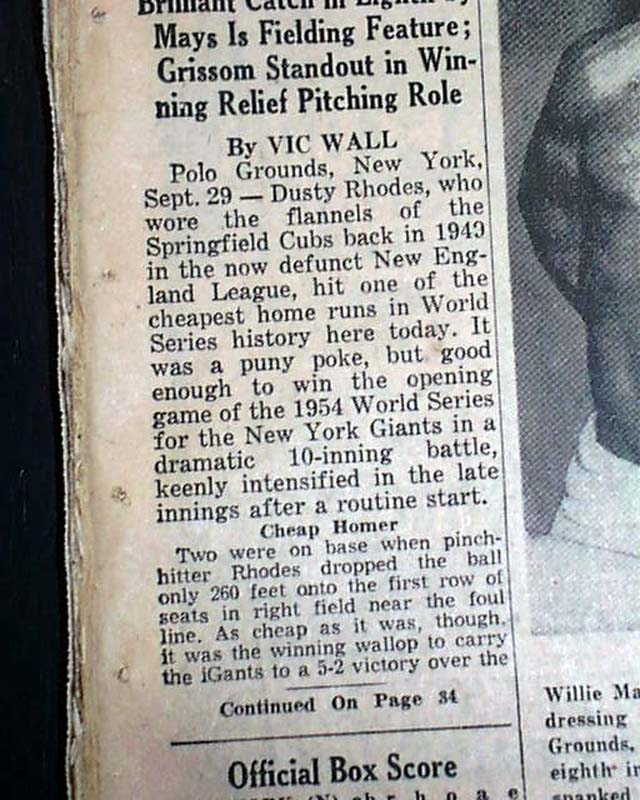 Brilliant Catch in Eighth by
Mays Is Fielding Feature;
Grissom Standout in Win-
ning Relief Pitching Role
By VIC WALL
Polo Grounds, New York,
Sept. 29 — Dusty Rhodes, who
wore the flannels of the
Springfield Cubs back in 1949
in the now defunct New Eng-
land League, hit one of the
cheapest home runs in World
Series history here today. It
was a puny poke, but good
enough to win the opening
game of the 1954 World Series
for the New York Giants in a
dramatic 10-inning battle,
keenly intensified in the late
innings after a routine start.
Cheap Homer
Two were on base when pinch-
hitter Rhodes dropped the ball
only 260 feet onto the first row of
seats in right field near the foul
line. As cheap as it was, though,
it was the winning wallop to carry
the iGants to a 5-2 victory over the
Continued On Page 34
Official Box Score
(N) ab r h o a e
Willie Ma
dressing
Grounds,
eighth in
spanked